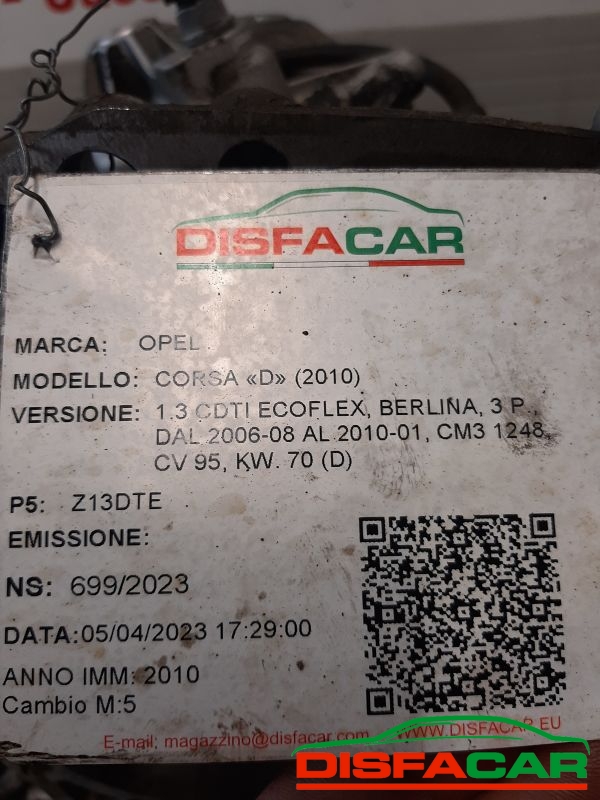 DISFACAR
MARCA: OPEL
MODELLO: CORSA «D» (2010)
VERSIONE: 1.3 CDTI ECOFLEX, BERLINA, 3 P.,
DAL 2006-08 AL 2010-01, CM3 1248,
CV 95, KW. 70 (D)
P5: Z13DTE
EMISSIONE:
NS: 699/2023
DATA:05/04/2023 17:29:00
ANNO IMM: 2010
Cambio M:5
E-mail: magazzino@disfacar.com WWW.DISFACAR.EU
DISFACAR